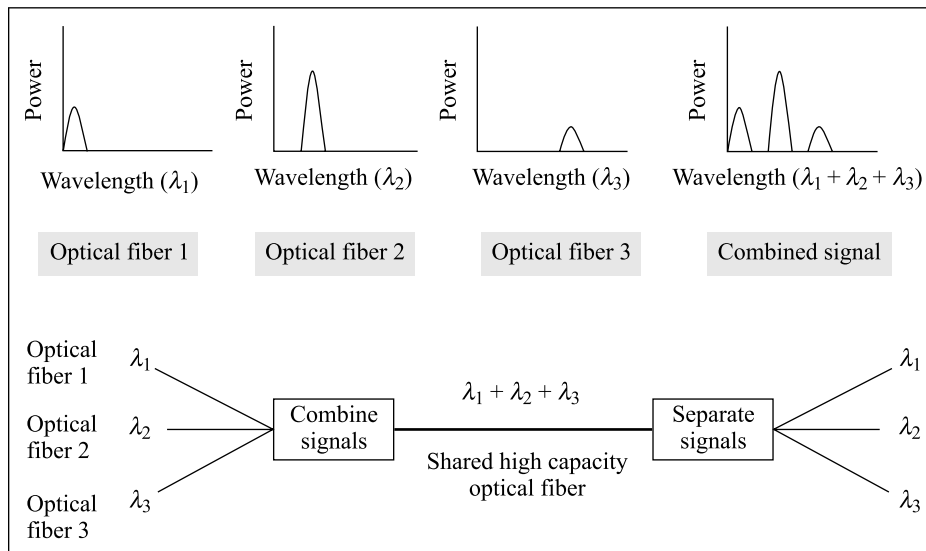 Power
Power
Power
Power
Wavelength (λ1)
Wavelength (λ2)
Wavelength (λ3)
Wavelength (λ1 + λ2 + λ3)
Optical fiber 1
Optical fiber 2
Optical fiber 3
Combined signal
Optical
fiber 1
λ1
Optical
fiber 2
λ2
Optical
fiber 3
λ3
Combine
signals
λ1 + λ2 + λ3
Shared high capacity
optical fiber
Separate
signals
λ1
λ2
λ3